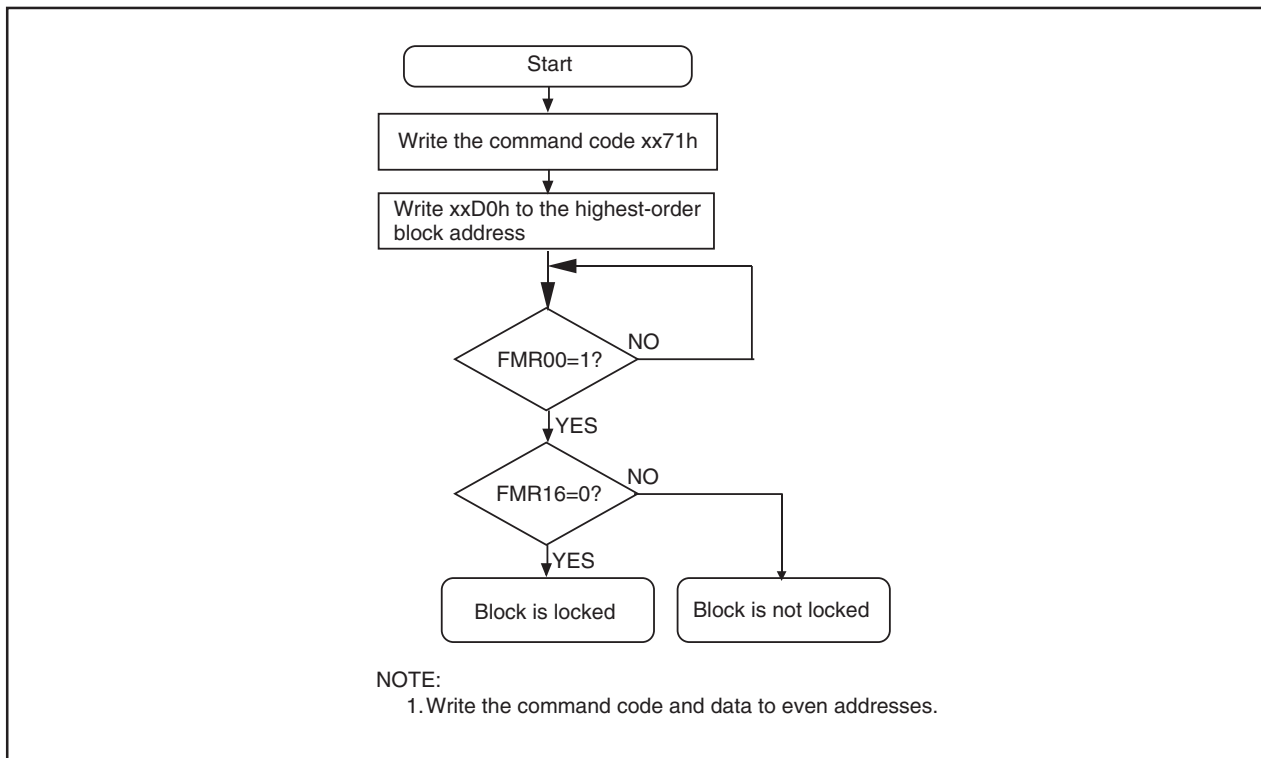 Start
Write the command code xx71h
Write xxD0h to the highest-order
block address
FMR00=1?
NO
YES
FMR16=0?
NO
YES
Block is locked
Block is not locked
NOTE:
1. Write the command code and data to even addresses.